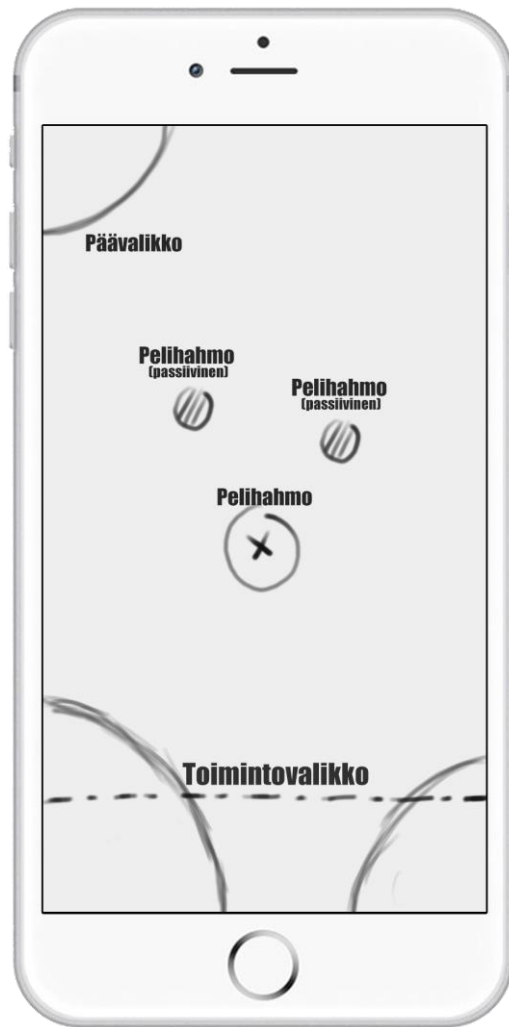 Päävalikko
Pelihahmo
(passiivinen)
Pelihahmo
(passiivinen)
Pelihahmo
Toimintovalikko